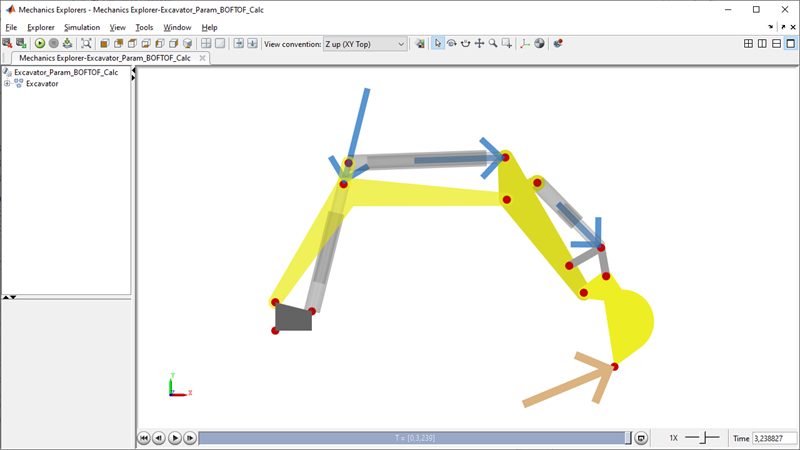 Mechanics Explorers - Mechanics Explorer-Excavator_Param_BOFTOF_Calc
File Explorer Simulation View Tools Window Help
View convention: Z up (XY Top)
Mechanics Explorer-Excavator_Param_BOFTOF_Calc
Excavator_Param_BOFTOF_Calc
Excavator
Y
X
T = [0,3,239]
1X
Time 3,238827